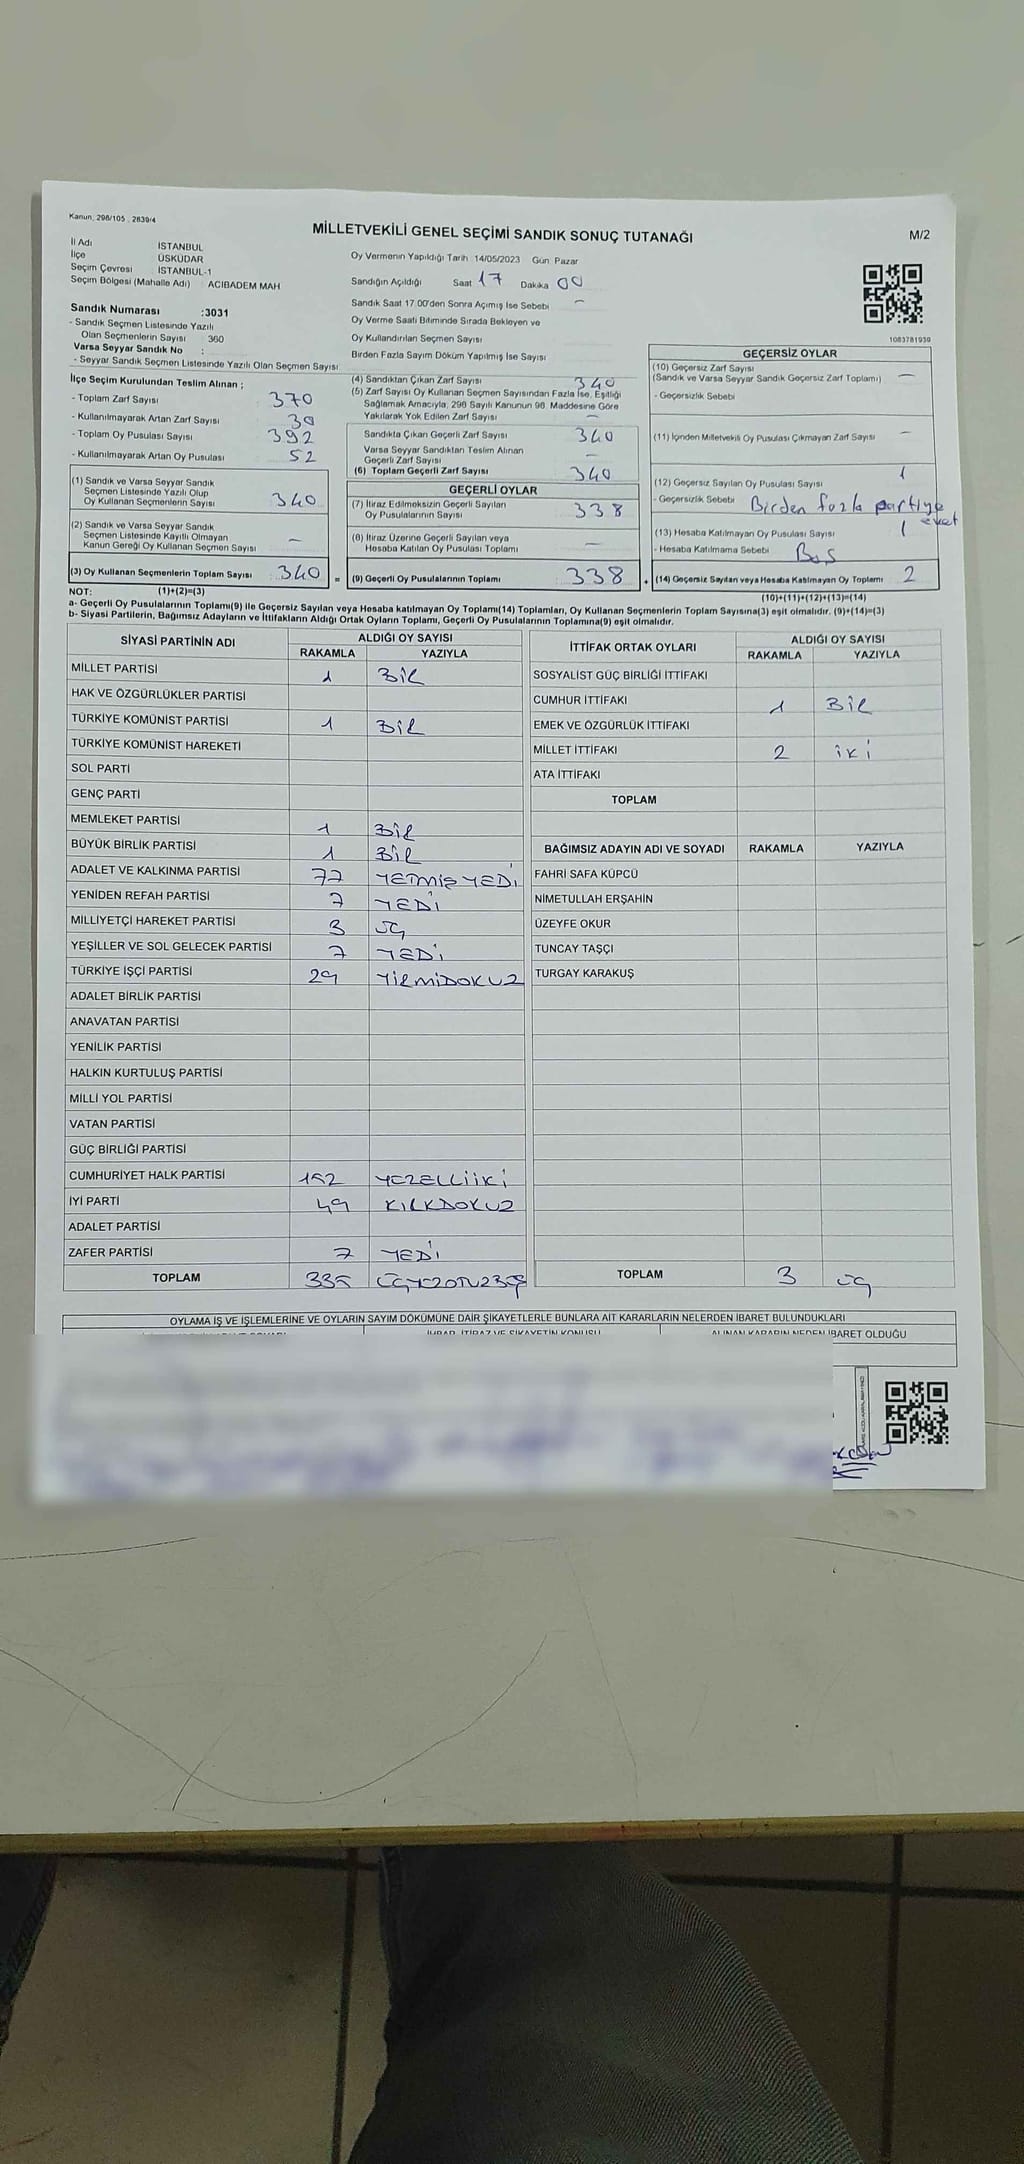 Kanun, 298/105 , 2839/4
MİLLETVEKİLİ GENEL SEÇİMİ SANDIK SONUÇ TUTANAĞI
M/2
İl Adı İSTANBUL
İlçe ÜSKÜDAR
Seçim Çevresi İSTANBUL-1
Seçim Bölgesi (Mahalle Adı) ACIBADEM MAH
Oy Vermenin Yapıldığı Tarih 14/05/2023 Gün Pazar
Sandığın Açıldığı Saat 17 Dakika 00
Sandık Saat 17:00'den Sonra Açımış İse Sebebi -
Oy Verme Saati Bitiminde Sırada Bekleyen ve
Oy Kullandırılan Seçmen Sayısı
Birden Fazla Sayım Döküm Yapılmış İse Sayısı
1083781939
Sandık Numarası :3031
- Sandık Seçmen Listesinde Yazılı
Olan Seçmenlerin Sayısı 360
Varsa Seyyar Sandık No :
- Seyyar Sandık Seçmen Listesinde Yazılı Olan Seçmen Sayısı
İlçe Seçim Kurulundan Teslim Alınan ;
- Toplam Zarf Sayısı 370
- Kullanılmayarak Artan Zarf Sayısı 30
- Toplam Oy Pusulası Sayısı 392
- Kullanılmayarak Artan Oy Pusulası 52
(1) Sandık ve Varsa Seyyar Sandık
Seçmen Listesinde Yazılı Olup
Oy Kullanan Seçmenlerin Sayısı 340
(2) Sandık ve Varsa Seyyar Sandık
Seçmen Listesinde Kayıtlı Olmayan
Kanun Gereği Oy Kullanan Seçmen Sayısı -
(3) Oy Kullanan Seçmenlerin Toplam Sayısı 340 =
(4) Sandıktan Çıkan Zarf Sayısı 340
(5) Zarf Sayısı Oy Kullanan Seçmen Sayısından Fazla İse, Eşitliği
Sağlamak Amacıyla, 298 Sayılı Kanunun 98. Maddesine Göre
Yakılarak Yok Edilen Zarf Sayısı -
Sandıkta Çıkan Geçerli Zarf Sayısı 340
Varsa Seyyar Sandıktan Teslim Alınan
Geçerli Zarf Sayısı -
(6) Toplam Geçerli Zarf Sayısı 340
GEÇERLİ OYLAR
(7) İtiraz Edilmeksizin Geçerli Sayılan
Oy Pusulalarının Sayısı 338
(8) İtiraz Üzerine Geçerli Sayılan veya
Hesaba Katılan Oy Pusulası Toplamı -
(9) Geçerli Oy Pusulalarının Toplamı 338 +
GEÇERSİZ OYLAR
(10) Geçersiz Zarf Sayısı
(Sandık ve Varsa Seyyar Sandık Geçersiz Zarf Toplamı) -
- Geçersizlik Sebebi
(11) İçinden Milletvekili Oy Pusulası Çıkmayan Zarf Sayısı -
(12) Geçersiz Sayılan Oy Pusulası Sayısı 1
- Geçersizlik Sebebi Birden fazla partiye evet
(13) Hesaba Katılmayan Oy Pusulası Sayısı 1
- Hesaba Katılmama Sebebi Boş
(14) Geçersiz Sayılan veya Hesaba Katılmayan Oy Toplamı 2
NOT: (1)+(2)=(3) (10)+(11)+(12)+(13)=(14)
a- Geçerli Oy Pusulalarının Toplamı(9) ile Geçersiz Sayılan veya Hesaba katılmayan Oy Toplamı(14) Toplamları, Oy Kullanan Seçmenlerin Toplam Sayısına(3) eşit olmalıdır. (9)+(14)=(3)
b- Siyasi Partilerin, Bağımsız Adayların ve İttifakların Aldığı Ortak Oyların Toplamı, Geçerli Oy Pusulalarının Toplamına(9) eşit olmalıdır.
SİYASİ PARTİNİN ADI ALDIĞI OY SAYISI
RAKAMLA YAZIYLA
MİLLET PARTİSİ 1 BİR
HAK VE ÖZGÜRLÜKLER PARTİSİ
TÜRKİYE KOMÜNİST PARTİSİ 1 BİR
TÜRKİYE KOMÜNİST HAREKETİ
SOL PARTİ
GENÇ PARTİ
MEMLEKET PARTİSİ 1 BİR
BÜYÜK BİRLİK PARTİSİ 1 BİR
ADALET VE KALKINMA PARTİSİ 77 YETMİŞ YEDİ
YENİDEN REFAH PARTİSİ 7 YEDİ
MİLLİYETÇİ HAREKET PARTİSİ 3 ÜÇ
YEŞİLLER VE SOL GELECEK PARTİSİ 7 YEDİ
TÜRKİYE İŞÇİ PARTİSİ 29 YİRMİDOKUZ
ADALET BİRLİK PARTİSİ
ANAVATAN PARTİSİ
YENİLİK PARTİSİ
HALKIN KURTULUŞ PARTİSİ
MİLLİ YOL PARTİSİ
VATAN PARTİSİ
GÜÇ BİRLİĞİ PARTİSİ
CUMHURİYET HALK PARTİSİ 152 YÜZELLİİKİ
İYİ PARTİ 49 KIRKDOKUZ
ADALET PARTİSİ
ZAFER PARTİSİ 7 YEDİ
TOPLAM 335 ÜÇYÜZOTUZBEŞ
İTTİFAK ORTAK OYLARI ALDIĞI OY SAYISI
RAKAMLA YAZIYLA
SOSYALİST GÜÇ BİRLİĞİ İTTİFAKI
CUMHUR İTTİFAKI 1 BİR
EMEK VE ÖZGÜRLÜK İTTİFAKI
MİLLET İTTİFAKI 2 İKİ
ATA İTTİFAKI
TOPLAM
BAĞIMSIZ ADAYIN ADI VE SOYADI RAKAMLA YAZIYLA
FAHRİ SAFA KÜPCÜ
NİMETULLAH ERŞAHİN
ÜZEYFE OKUR
TUNCAY TAŞÇI
TURGAY KARAKUŞ
TOPLAM 3 ÜÇ
OYLAMA İŞ VE İŞLEMLERİNE VE OYLARIN SAYIM DÖKÜMÜNE DAİR ŞİKAYETLERLE BUNLARA AİT KARARLARIN NELERDEN İBARET BULUNDUKLARI
İHBAR, İTİRAZ VE ŞİKAYETİN KONUSU ALINAN KARARIN NEDEN İBARET OLDUĞU